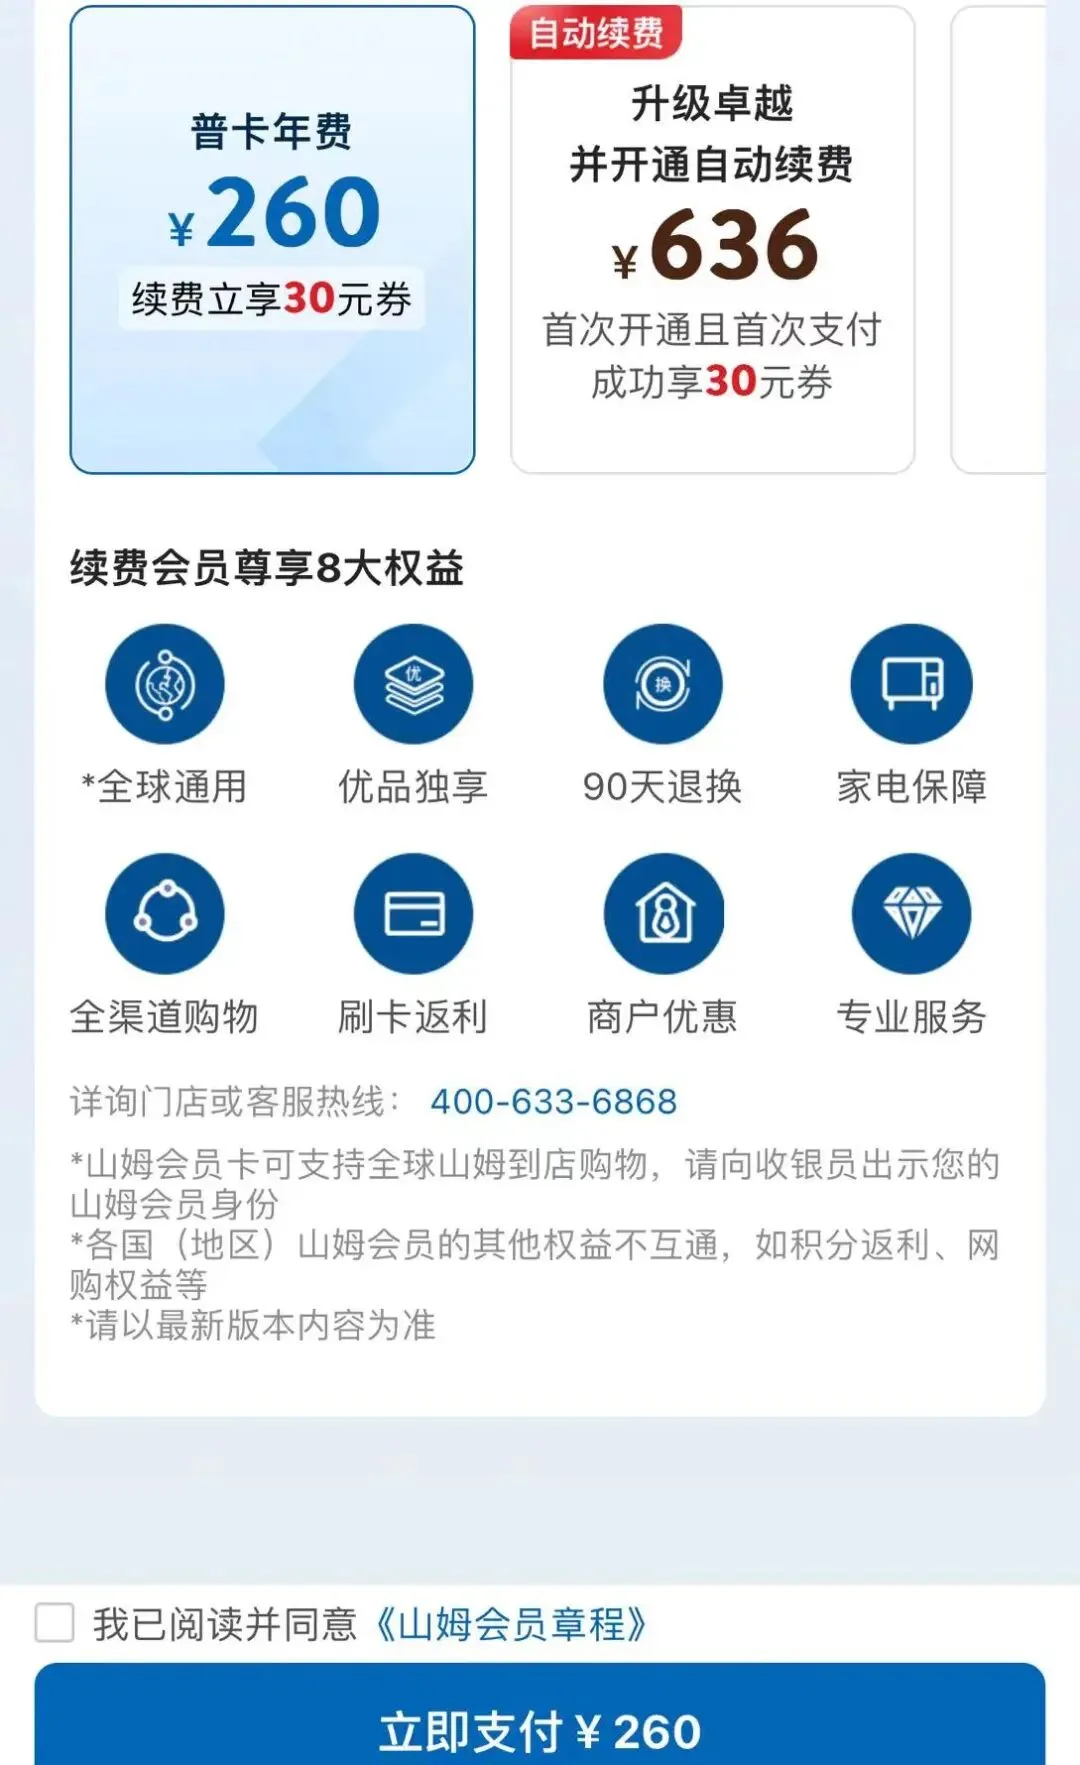 普卡年费
¥260
续费立享30元券
自动续费
升级卓越
并开通自动续费
¥636
首次开通且首次支付
成功享30元券
续费会员尊享8大权益
优
换
*全球通用 优品独享 90天退换 家电保障
全渠道购物 刷卡返利 商户优惠 专业服务
详询门店或客服热线： 400-633-6868
*山姆会员卡可支持全球山姆到店购物，请向收银员出示您的
山姆会员身份
*各国（地区）山姆会员的其他权益不互通，如积分返利、网
购权益等
*请以最新版本内容为准
我已阅读并同意《山姆会员章程》
立即支付¥260